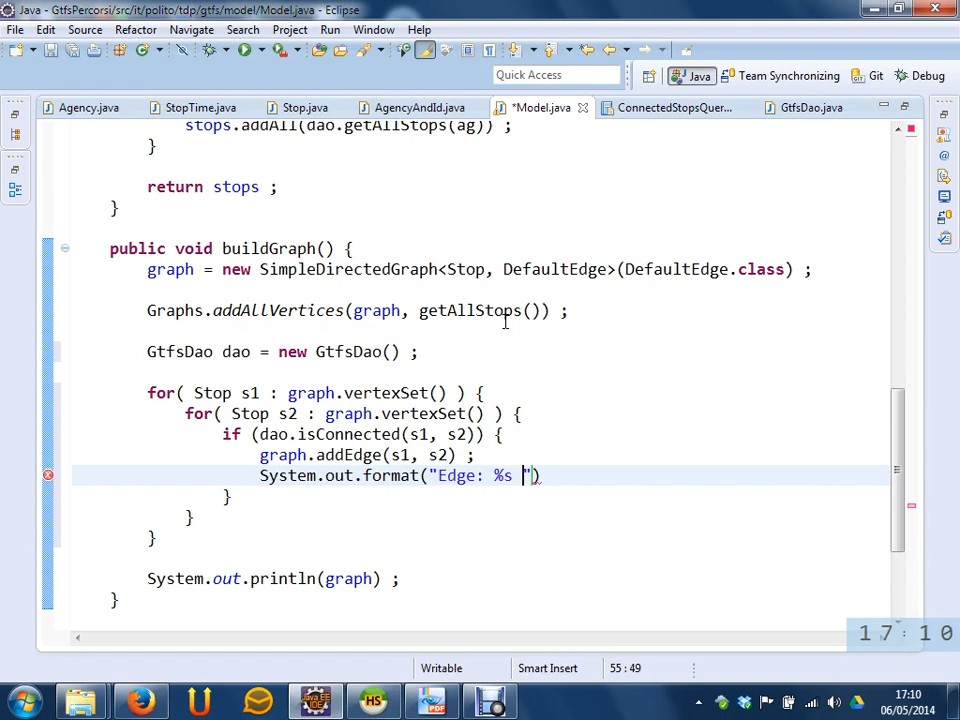 Java - GtfsPercorsi/src/it/polito/tdp/gtfs/model/Model.java - Eclipse
File Edit Source Refactor Navigate Search Project Run Window Help
Quick Access
Java
Team Synchronizing
Git
Debug
Agency.java
StopTime.java
Stop.java
AgencyAndId.java
*Model.java
ConnectedStopsQuer...
GtfsDao.java
stops.addAll(dao.getAllStops(ag)) ;
}
return stops ;
}
public void buildGraph() {
graph = new SimpleDirectedGraph<Stop, DefaultEdge>(DefaultEdge.class) ;
Graphs.addAllVertices(graph, getAllStops()) ;
GtfsDao dao = new GtfsDao() ;
for( Stop s1 : graph.vertexSet() ) {
for( Stop s2 : graph.vertexSet() ) {
if (dao.isConnected(s1, s2)) {
graph.addEdge(s1, s2) ;
System.out.format("Edge: %s ")
}
}
}
System.out.println(graph) ;
}
17:10
Writable
Smart Insert
55 : 49
17:10
06/05/2014